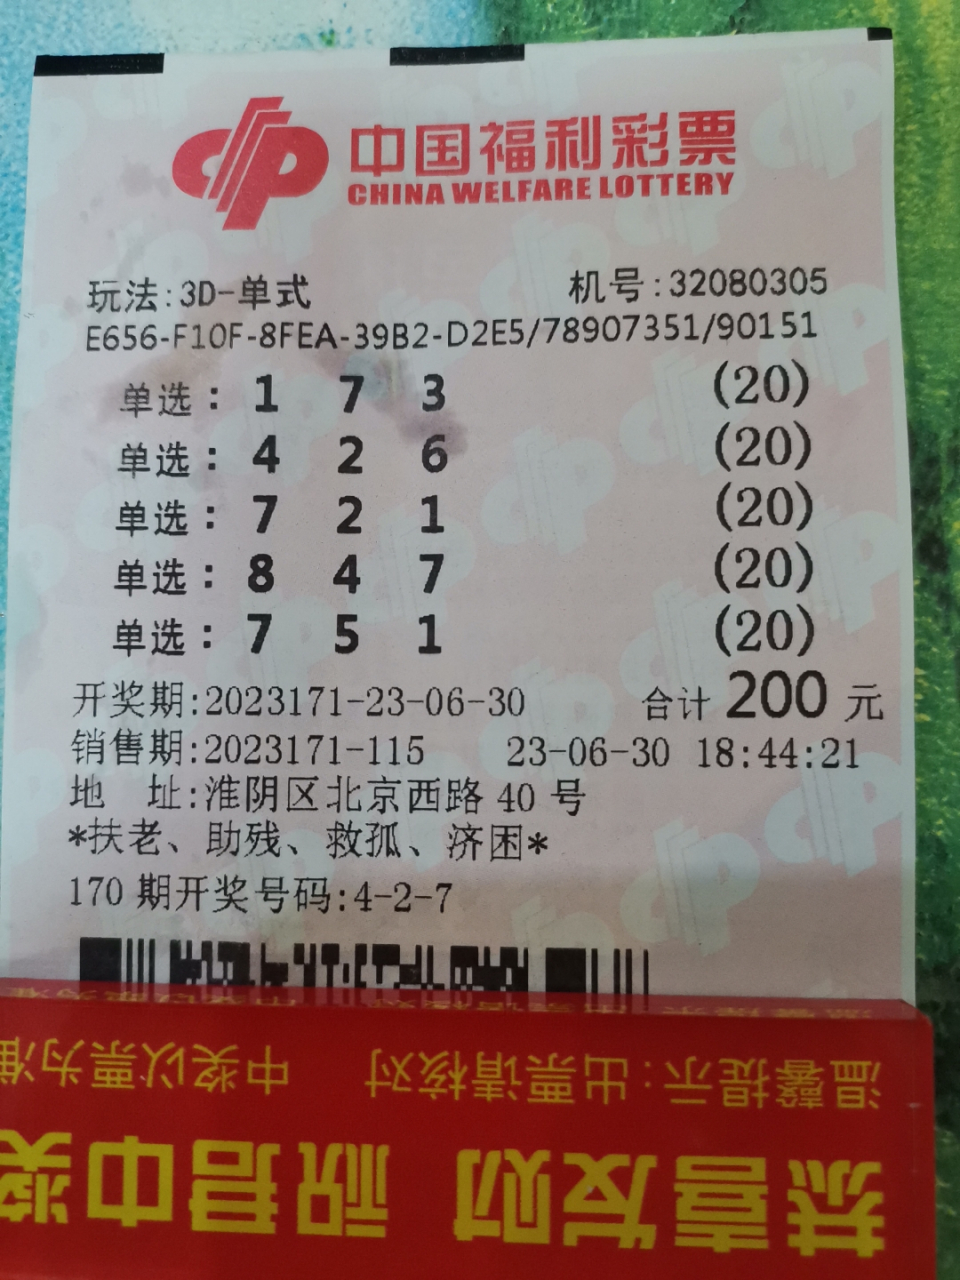 中国福利彩票
CHINA WELFARE LOTTERY
玩法:3D-单式 机号:32080305
E656-F10F-8FEA-39B2-D2E5/78907351/90151
单选: 1 7 3 (20)
单选: 4 2 6 (20)
单选: 7 2 1 (20)
单选: 8 4 7 (20)
单选: 7 5 1 (20)
开奖期:2023171-23-06-30 合计 200 元
销售期:2023171-115 23-06-30 18:44:21
地 址:淮阴区北京西路 40 号
*扶老、助残、救孤、济困*
170 期开奖号码:4-2-7
温馨提示:出票请核对 中奖以票为准
恭喜发财 祝君中奖